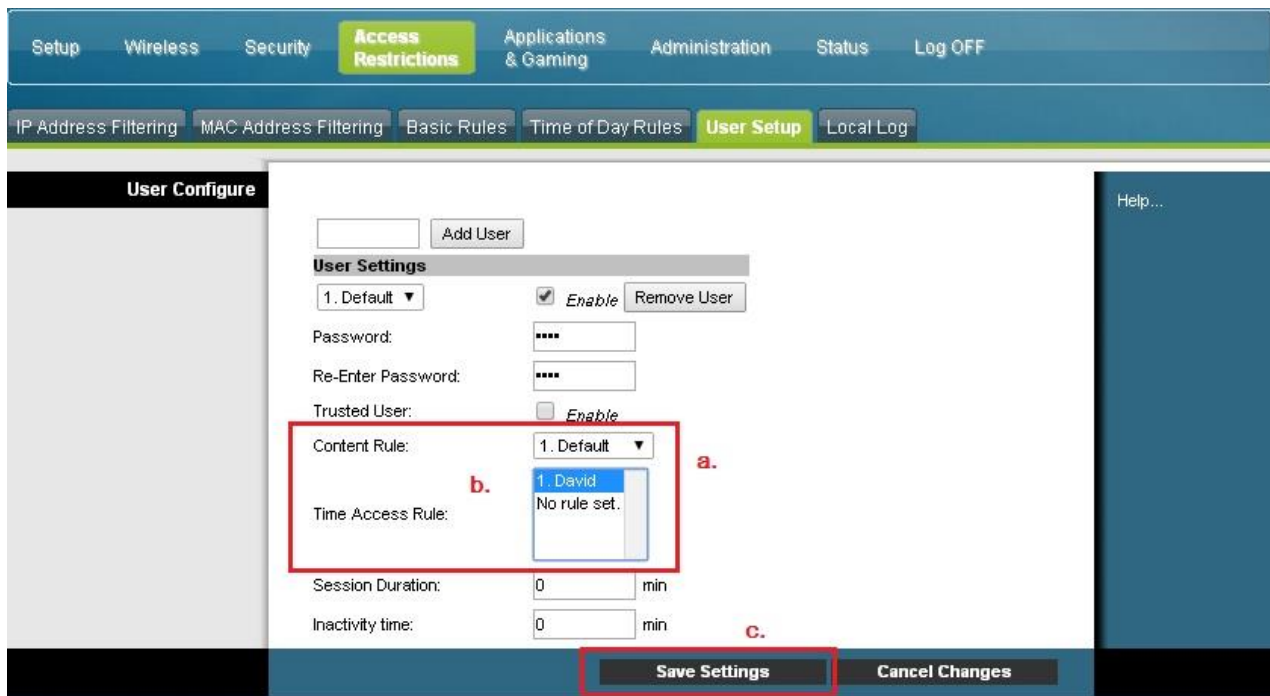 Setup Wireless Security Access Restrictions Applications & Gaming Administration Status Log OFF
IP Address Filtering MAC Address Filtering Basic Rules Time of Day Rules User Setup Local Log
User Configure
Help...
Add User
User Settings
1. Default ▼ Enable Remove User
Password: ••••
Re-Enter Password: ••••
Trusted User: Enable
Content Rule: 1. Default ▼
a.
b.
1. David
No rule set.
Time Access Rule:
Session Duration: 0 min
Inactivity time: 0 min
c.
Save Settings Cancel Changes